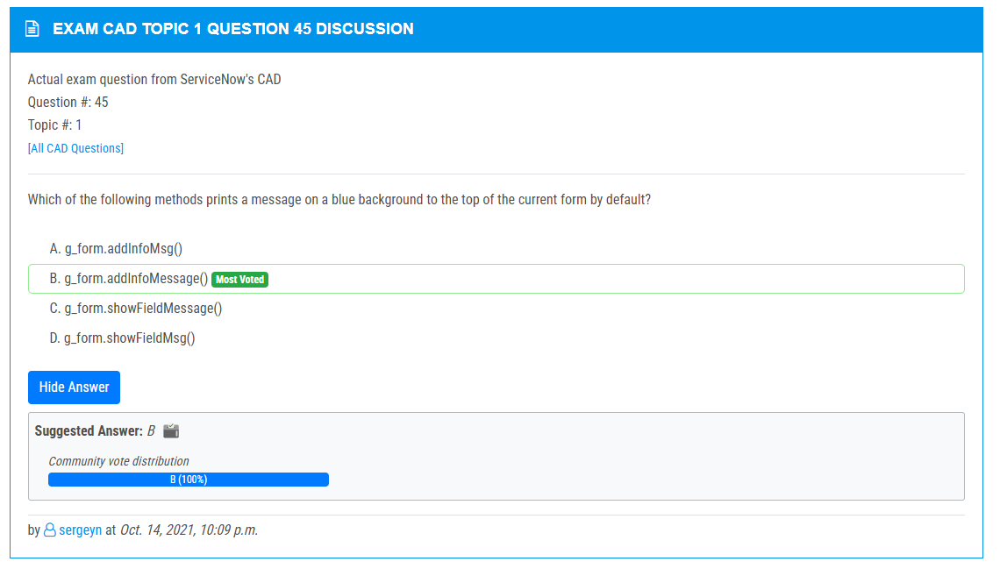 EXAM CAD TOPIC 1 QUESTION 45 DISCUSSION
Actual exam question from ServiceNow's CAD
Question #: 45
Topic #: 1
[All CAD Questions]
Which of the following methods prints a message on a blue background to the top of the current form by default?
A. g_form.addInfoMsg()
B. g_form.addInfoMessage() Most Voted
C. g_form.showFieldMessage()
D. g_form.showFieldMsg()
Hide Answer
Suggested Answer: B
Community vote distribution
B (100%)
by sergeyn at Oct. 14, 2021, 10:09 p.m.